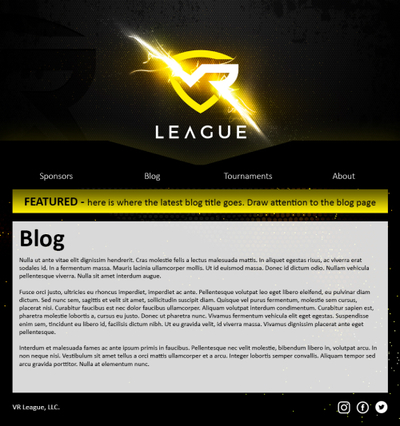 VR
LEAGUE
Sponsors Blog Tournaments About
FEATURED - here is where the latest blog title goes. Draw attention to the blog page
Blog
Nulla ut ante vitae elit dignissim hendrerit. Cras molestie felis a lectus malesuada mattis. In aliquet egestas risus, ac viverra erat
sodales id. In a fermentum massa. Mauris lacinia ullamcorper mollis. Ut id euismod massa. Donec id dictum odio. Nullam vehicula
pellentesque viverra. Nulla sit amet interdum augue.
Fusce orci justo, ultricies eu rhoncus imperdiet, imperdiet ac ante. Pellentesque volutpat leo eget libero eleifend, eu pulvinar diam
dictum. Sed nunc sem, sagittis et velit sit amet, sollicitudin suscipit diam. Quisque vel purus fermentum, molestie sem cursus,
placerat nisi. Curabitur faucibus est nec dolor faucibus ullamcorper. Aliquam volutpat interdum condimentum. Curabitur sapien est,
pharetra molestie lobortis a, cursus eu justo. Donec ut pharetra nunc. Vivamus fermentum vehicula elit eget egestas. Suspendisse
enim sem, tincidunt eu libero id, facilisis dictum nibh. Ut eu gravida velit, id viverra massa. Vivamus dignissim placerat ante eget
pellentesque.
Interdum et malesuada fames ac ante ipsum primis in faucibus. Pellentesque nec velit molestie, bibendum libero in, volutpat arcu. In
non neque nisi. Vestibulum sit amet tellus a orci mattis ullamcorper et a arcu. Integer lobortis semper convallis. Aliquam tempor sed
arcu gravida porttitor. Nulla at elementum nunc.
VR League, LLC.